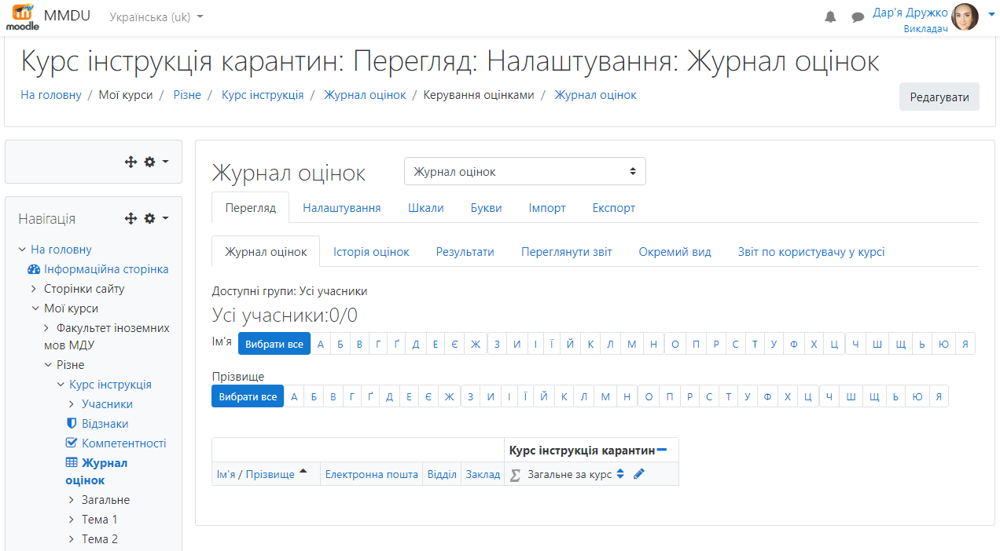 moodle MMDU Українська (uk) Дар'я Дружко
Викладач
Курс інструкція карантин: Перегляд: Налаштування: Журнал оцінок
На головну / Мої курси / Різне / Курс інструкція / Журнал оцінок / Керування оцінками / Журнал оцінок
Редагувати
Навігація
На головну
Інформаційна сторінка
Сторінки сайту
Мої курси
Факультет іноземних
мов МДУ
Різне
Курс інструкція
Учасники
Відзнаки
Компетентності
Журнал
оцінок
Загальне
Тема 1
Тема 2
Журнал оцінок Журнал оцінок
Перегляд Налаштування Шкали Букви Імпорт Експорт
Журнал оцінок Історія оцінок Результати Переглянути звіт Окремий вид Звіт по користувачу у курсі
Доступні групи: Усі учасники
Усі учасники:0/0
Ім'я Вибрати все А Б В Г Ґ Д Е Є Ж З И І Ї Й К Л М Н О П Р С Т У Ф Х Ц Ч Ш Щ Ь Ю Я
Прізвище
Вибрати все А Б В Г Ґ Д Е Є Ж З И І Ї Й К Л М Н О П Р С Т У Ф Х Ц Ч Ш Щ Ь Ю Я
Курс інструкція карантин
Ім'я / Прізвище Електронна пошта Відділ Заклад Σ Загальне за курс